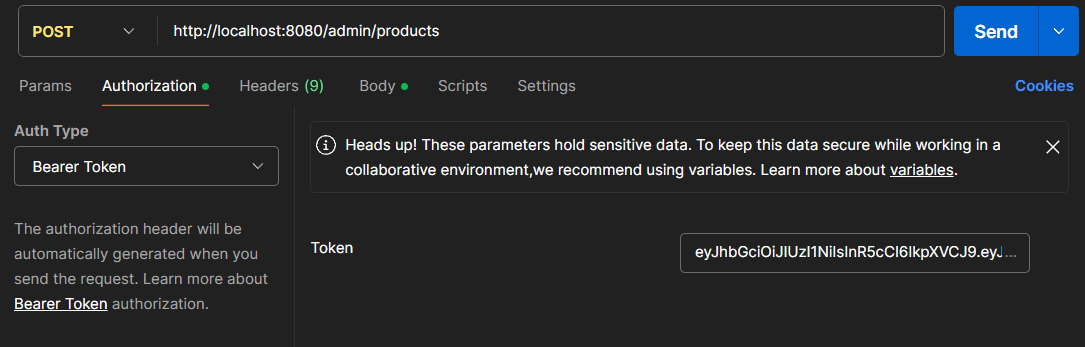 POST
http://localhost:8080/admin/products
Send
Params
Authorization
Headers (9)
Body
Scripts
Settings
Cookies
Auth Type
Bearer Token
The authorization header will be
automatically generated when you
send the request. Learn more about
Bearer Token authorization.
Heads up! These parameters hold sensitive data. To keep this data secure while working in a
collaborative environment,we recommend using variables. Learn more about variables.
Token
eyJhbGciOiJIUzI1NiIsInR5cCI6IkpXVCJ9.eyJ...